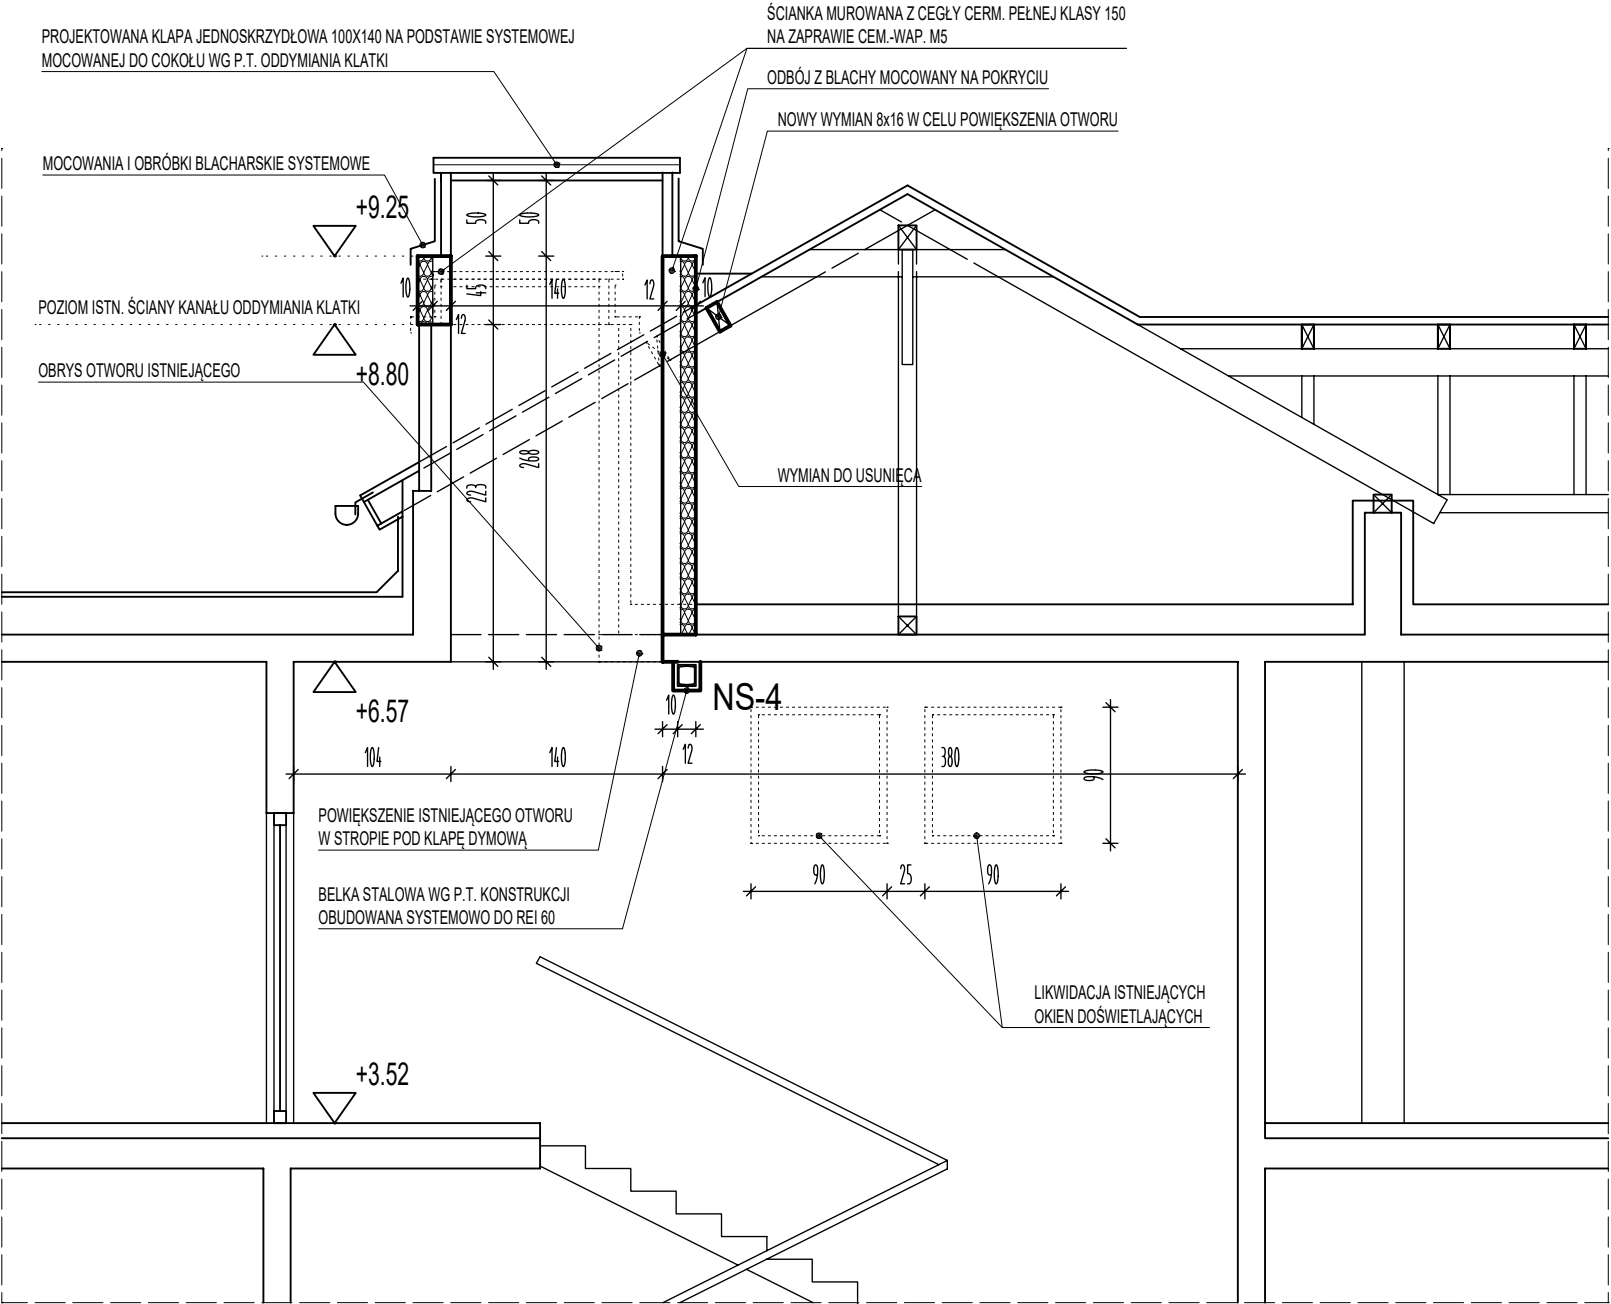 ŚCIANKA MUROWANA Z CEGŁY CERM. PEŁNEJ KLASY 150
NA ZAPRAWIE CEM.-WAP. M5
PROJEKTOWANA KLAPA JEDNOSKRZYDŁOWA 100X140 NA PODSTAWIE SYSTEMOWEJ
MOCOWANEJ DO COKOŁU WG P.T. ODDYMIANIA KLATKI
ODBÓJ Z BLACHY MOCOWANY NA POKRYCIU
NOWY WYMIAN 8x16 W CELU POWIĘKSZENIA OTWORU
MOCOWANIA I OBRÓBKI BLACHARSKIE SYSTEMOWE
+9.25
50
50
10
45
140
12
10
POZIOM ISTN. ŚCIANY KANAŁU ODDYMIANIA KLATKI
12
OBRYS OTWORU ISTNIEJĄCEGO
+8.80
268
223
WYMIAN DO USUNIĘCA
+6.57
10
NS-4
12
104
140
380
90
POWIĘKSZENIE ISTNIEJĄCEGO OTWORU
W STROPIE POD KLAPĘ DYMOWĄ
90
25
90
BELKA STALOWA WG P.T. KONSTRUKCJI
OBUDOWANA SYSTEMOWO DO REI 60
LIKWIDACJA ISTNIEJĄCYCH
OKIEN DOŚWIETLAJĄCYCH
+3.52